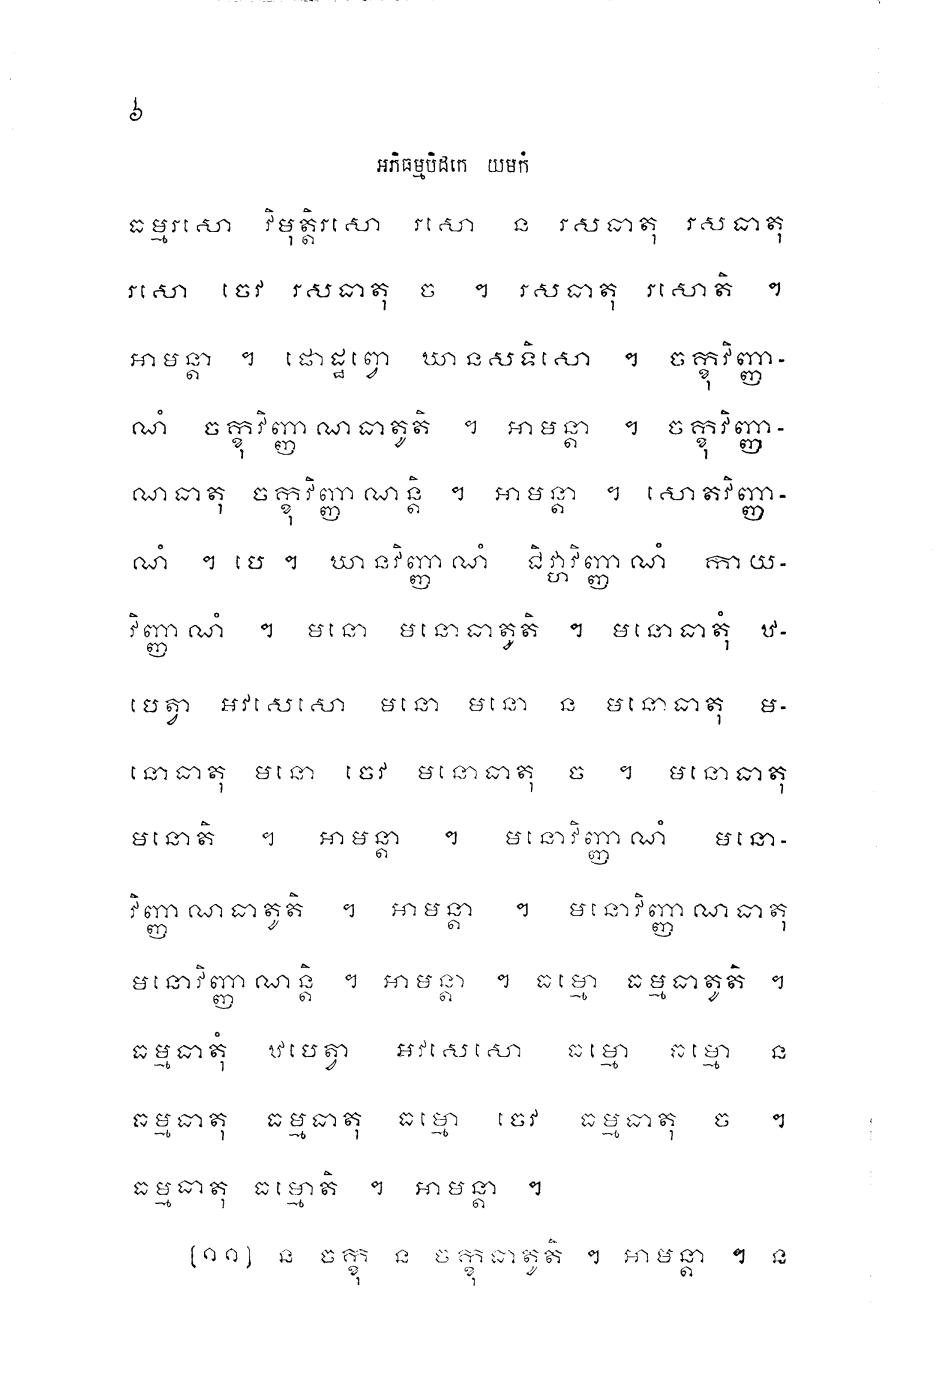 ៦
អភិធម្មបិដកេ យមកំ
ធម្មរសោ វិមុត្តិរសោ រសោ ន រសធាតុ រសធាតុ
រសោ ចេវ រសធាតុ ច ។ រសធាតុ រសោតិ ។
អាមន្តា ។ ផោដ្ឋព្វោ ឃានសទិសោ ។ ចក្ខុវិញ្ញា-
ណំ ចក្ខុវិញ្ញាណធាតូតិ ។ អាមន្តា ។ ចក្ខុវិញ្ញា-
ណធាតុ ចក្ខុវិញ្ញាណន្តិ ។ អាមន្តា ។ សោតវិញ្ញា-
ណំ ។ បេ ។ ឃានវិញ្ញាណំ ជិវ្ហាវិញ្ញាណំ កាយ-
វិញ្ញាណំ ។ មនោ មនោធាតូតិ ។ មនោធាតុំ ឋ-
បេត្វា អវសេសោ មនោ មនោ ន មនោធាតុ ម-
នោធាតុ មនោ ចេវ មនោធាតុ ច ។ មនោធាតុ
មនោតិ ។ អាមន្តា ។ មនោវិញ្ញាណំ មនោ-
វិញ្ញាណធាតូតិ ។ អាមន្តា ។ មនោវិញ្ញាណធាតុ
មនោវិញ្ញាណន្តិ ។ អាមន្តា ។ ធម្មោ ធម្មធាតូតិ ។
ធម្មធាតុំ ឋបេត្វា អវសេសោ ធម្មោ ធម្មោ ន
ធម្មធាតុ ធម្មធាតុ ធម្មោ ចេវ ធម្មធាតុ ច ។
ធម្មធាតុ ធម្មោតិ ។ អាមន្តា ។
(១១) ន ចក្ខុ ន ចក្ខុធាតូតិ ។ អាមន្តា ។ ន